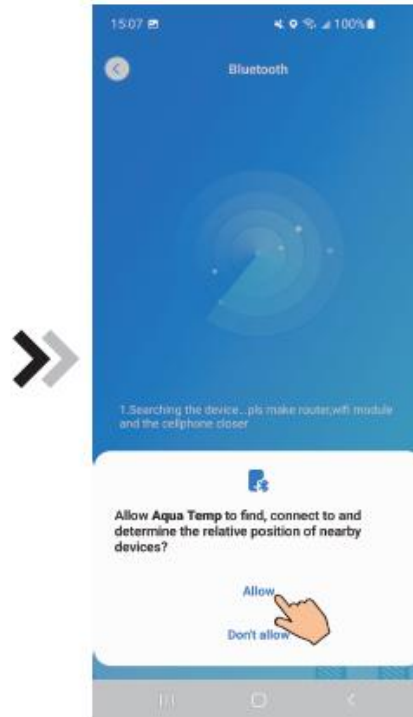 15:07
100%
Bluetooth
1.Searching the device...pls make router,wifi module
and the cellphone closer
Allow Aqua Temp to find, connect to and
determine the relative position of nearby
devices?
Allow
Don't allow